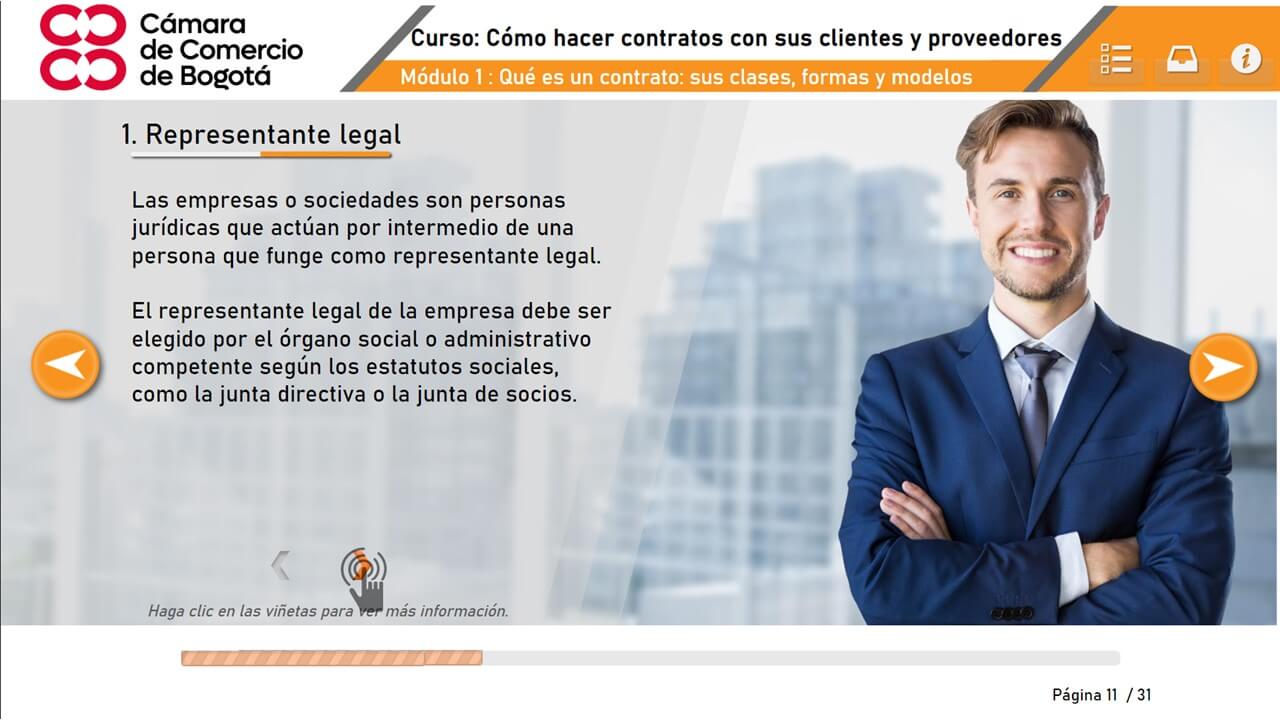 Cámara
de Comercio
de Bogotá
Curso: Cómo hacer contratos con sus clientes y proveedores
Módulo 1 : Qué es un contrato: sus clases, formas y modelos
i
1. Representante legal
Las empresas o sociedades son personas
jurídicas que actúan por intermedio de una
persona que funge como representante legal.
El representante legal de la empresa debe ser
elegido por el órgano social o administrativo
competente según los estatutos sociales,
como la junta directiva o la junta de socios.
Haga clic en las viñetas para ver más información.
Página 11 / 31